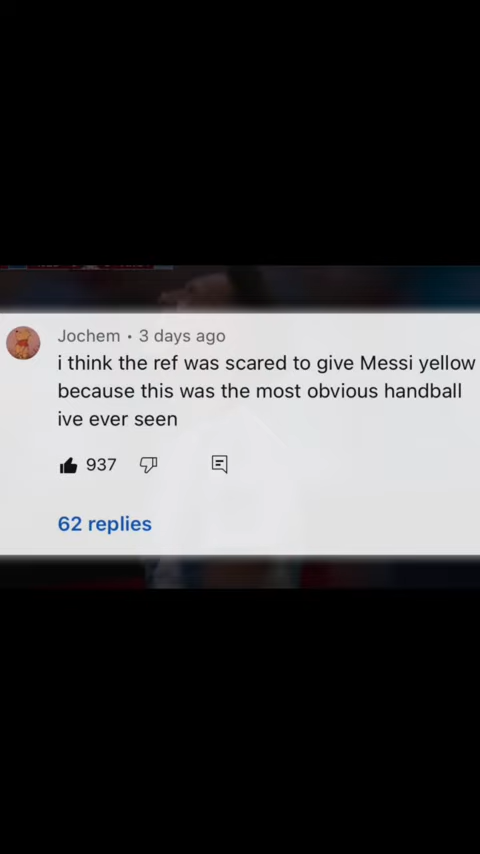 Jochem • 3 days ago
i think the ref was scared to give Messi yellow
because this was the most obvious handball
ive ever seen
937
62 replies